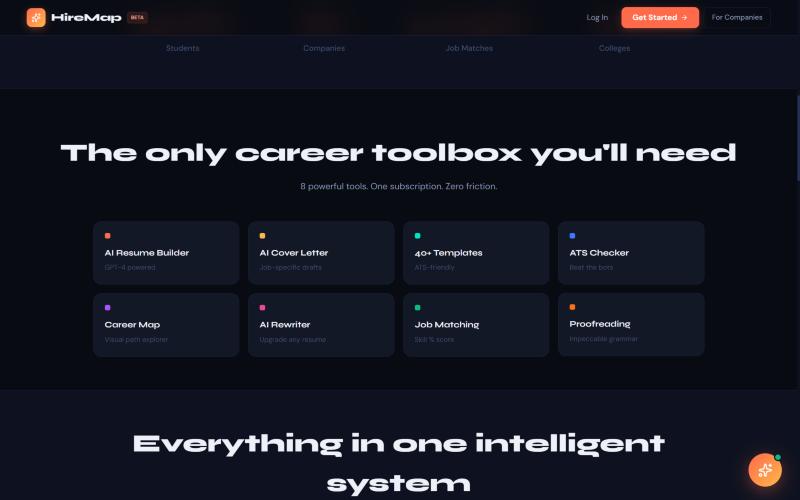 HireMap BETA Log In Get Started → For Companies
Students Companies Job Matches Colleges
The only career toolbox you'll need
8 powerful tools. One subscription. Zero friction.
AI Resume Builder
GPT-4 powered
AI Cover Letter
Job-specific drafts
40+ Templates
ATS-friendly
ATS Checker
Beat the bots
Career Map
Visual path explorer
AI Rewriter
Upgrade any resume
Job Matching
Skill % score
Proofreading
Impeccable grammar
Everything in one intelligent
system